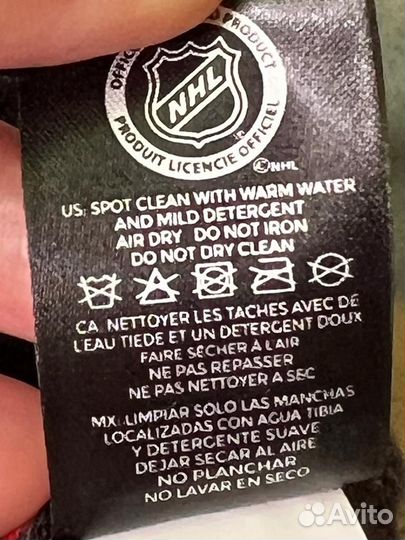 PRODUCT
NHL
PRODUIT LICENCIE OFFICIEL
©NHL
US: SPOT CLEAN WITH WARM WATER
AND MILD DETERGENT
AIR DRY DO NOT IRON
DO NOT DRY CLEAN
CA. NETTOYER LES TACHES AVEC DE
L'EAU TIEDE ET UN DETERGENT DOUX
FAIRE SÉCHER À L'AIR
NE PAS REPASSER
NE PAS NETTOYER A SEC
MX. LIMPIAR SOLO LAS MANCHAS
LOCALIZADAS CON AGUA TIBIA
Y DETERGENTE SUAVE
DEJAR SECAR AL AIRE
NO PLANCHAR
NO LAVAR EN SECO
Avito